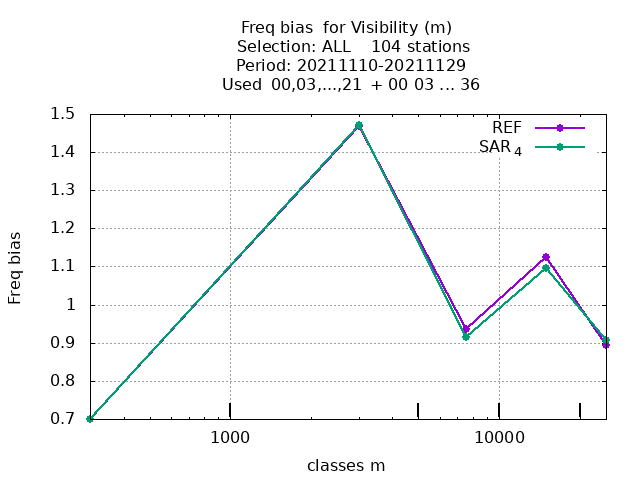 Freq bias  for Visibility (m)
Selection: ALL    104 stations
Period: 20211110-20211129
Used  00,03,...,21  + 00 03 ... 36
REF
SAR 4
1.5
1.4
1.3
1.2
1.1
1
0.9
0.8
0.7
Freq bias
1000
10000
classes m